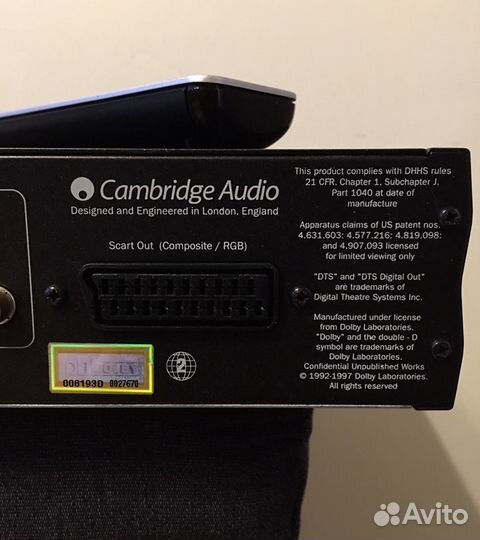 Cambridge Audio
Designed and Engineered in London, England
Scart Out (Composite / RGB)
This product complies with DHHS rules
21 CFR, Chapter 1, Subchapter J,
Part 1040 at date of
manufacture
Apparatus claims of US patent nos.
4.631.603; 4.577.216; 4.819,098;
and 4.907.093 licensed
for limited viewing only
"DTS" and "DTS Digital Out"
are trademarks of
Digital Theatre Systems Inc.
Manufactured under license
from Dolby Laboratories.
"Dolby" and the double - D
symbol are trademarks of
Dolby Laboratories.
Confidential Unpublished Works
© 1992-1997 Dolby Laboratories.
All rights reserved
008193D 0027670
2
Avito